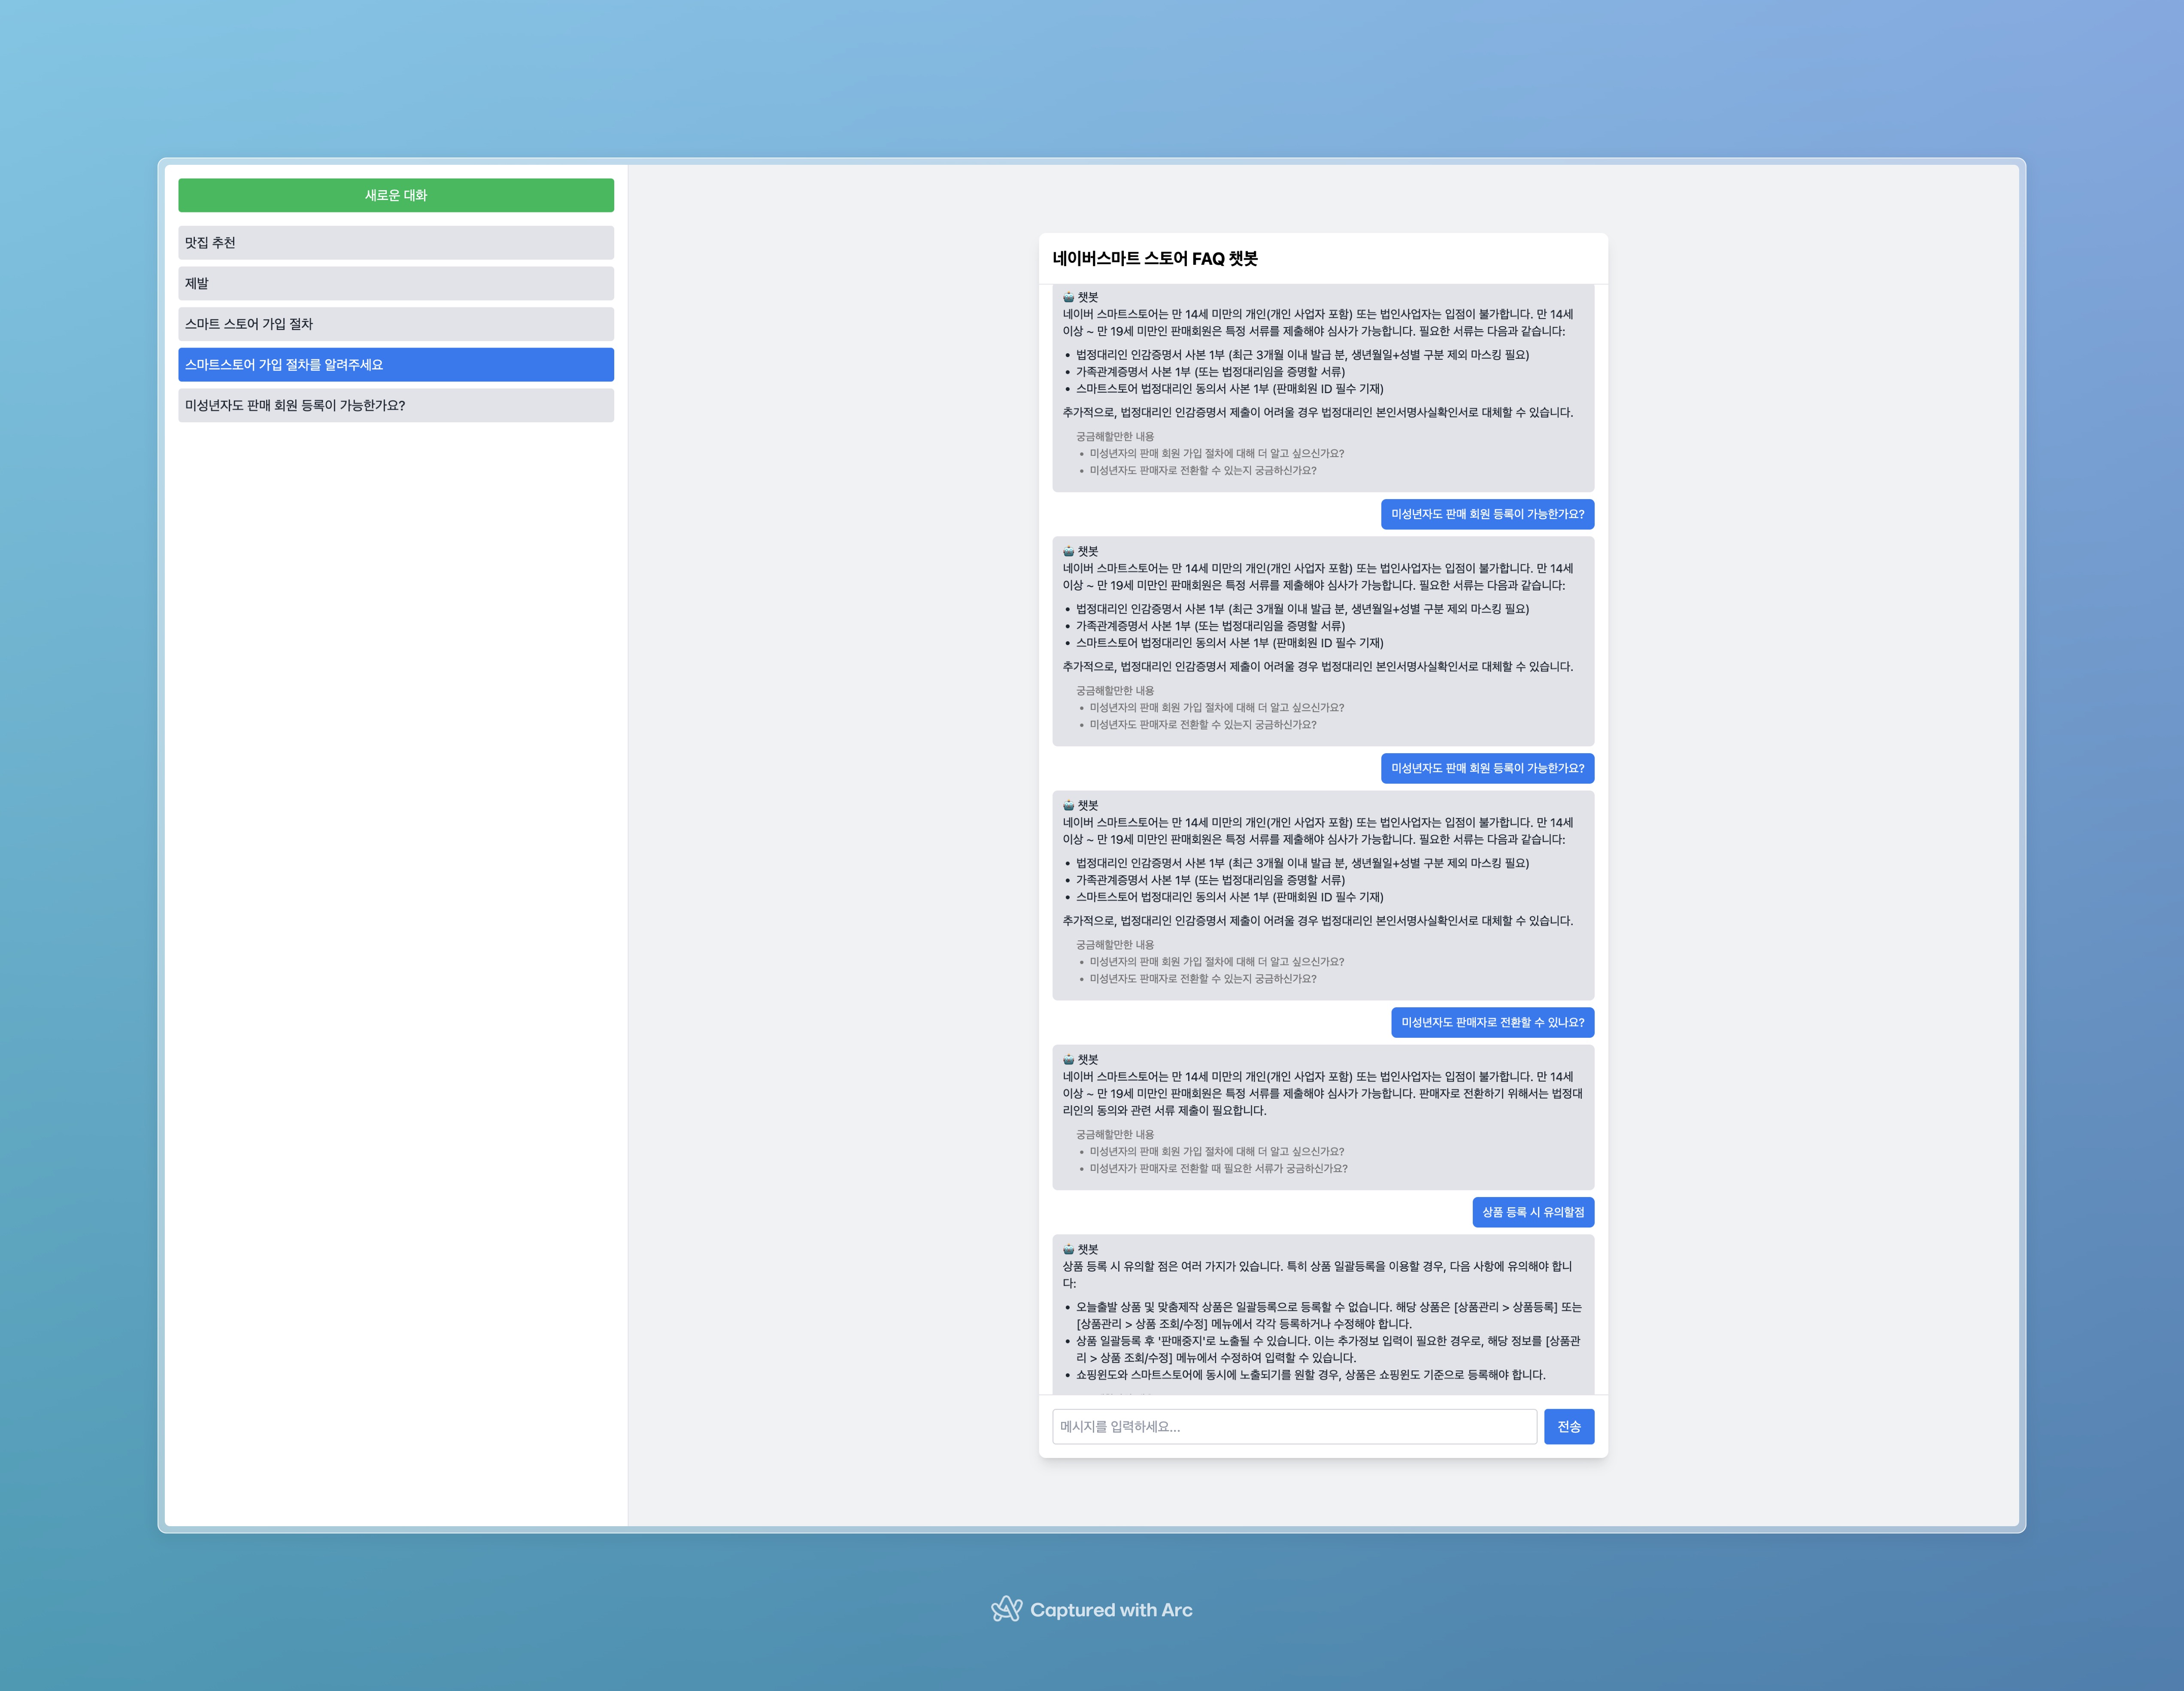 새로운 대화
맛집 추천
제발
스마트 스토어 가입 절차
스마트스토어 가입 절차를 알려주세요
미성년자도 판매 회원 등록이 가능한가요?
네이버스마트 스토어 FAQ 챗봇
챗봇
네이버 스마트스토어는 만 14세 미만의 개인(개인 사업자 포함) 또는 법인사업자는 입점이 불가합니다. 만 14세
이상 ~ 만 19세 미만인 판매회원은 특정 서류를 제출해야 심사가 가능합니다. 필요한 서류는 다음과 같습니다:
• 법정대리인 인감증명서 사본 1부 (최근 3개월 이내 발급 분, 생년월일+성별 구분 제외 마스킹 필요)
• 가족관계증명서 사본 1부 (또는 법정대리임을 증명할 서류)
• 스마트스토어 법정대리인 동의서 사본 1부 (판매회원 ID 필수 기재)
추가적으로, 법정대리인 인감증명서 제출이 어려울 경우 법정대리인 본인서명사실확인서로 대체할 수 있습니다.
궁금해할만한 내용
• 미성년자의 판매 회원 가입 절차에 대해 더 알고 싶으신가요?
• 미성년자도 판매자로 전환할 수 있는지 궁금하신가요?
미성년자도 판매 회원 등록이 가능한가요?
챗봇
네이버 스마트스토어는 만 14세 미만의 개인(개인 사업자 포함) 또는 법인사업자는 입점이 불가합니다. 만 14세
이상 ~ 만 19세 미만인 판매회원은 특정 서류를 제출해야 심사가 가능합니다. 필요한 서류는 다음과 같습니다:
• 법정대리인 인감증명서 사본 1부 (최근 3개월 이내 발급 분, 생년월일+성별 구분 제외 마스킹 필요)
• 가족관계증명서 사본 1부 (또는 법정대리임을 증명할 서류)
• 스마트스토어 법정대리인 동의서 사본 1부 (판매회원 ID 필수 기재)
추가적으로, 법정대리인 인감증명서 제출이 어려울 경우 법정대리인 본인서명사실확인서로 대체할 수 있습니다.
궁금해할만한 내용
• 미성년자의 판매 회원 가입 절차에 대해 더 알고 싶으신가요?
• 미성년자도 판매자로 전환할 수 있는지 궁금하신가요?
미성년자도 판매 회원 등록이 가능한가요?
챗봇
네이버 스마트스토어는 만 14세 미만의 개인(개인 사업자 포함) 또는 법인사업자는 입점이 불가합니다. 만 14세
이상 ~ 만 19세 미만인 판매회원은 특정 서류를 제출해야 심사가 가능합니다. 필요한 서류는 다음과 같습니다:
• 법정대리인 인감증명서 사본 1부 (최근 3개월 이내 발급 분, 생년월일+성별 구분 제외 마스킹 필요)
• 가족관계증명서 사본 1부 (또는 법정대리임을 증명할 서류)
• 스마트스토어 법정대리인 동의서 사본 1부 (판매회원 ID 필수 기재)
추가적으로, 법정대리인 인감증명서 제출이 어려울 경우 법정대리인 본인서명사실확인서로 대체할 수 있습니다.
궁금해할만한 내용
• 미성년자의 판매 회원 가입 절차에 대해 더 알고 싶으신가요?
• 미성년자도 판매자로 전환할 수 있는지 궁금하신가요?
미성년자도 판매자로 전환할 수 있나요?
챗봇
네이버 스마트스토어는 만 14세 미만의 개인(개인 사업자 포함) 또는 법인사업자는 입점이 불가합니다. 만 14세
이상 ~ 만 19세 미만인 판매회원은 특정 서류를 제출해야 심사가 가능합니다. 판매자로 전환하기 위해서는 법정대
리인의 동의와 관련 서류 제출이 필요합니다.
궁금해할만한 내용
• 미성년자의 판매 회원 가입 절차에 대해 더 알고 싶으신가요?
• 미성년자가 판매자로 전환할 때 필요한 서류가 궁금하신가요?
상품 등록 시 유의할점
챗봇
상품 등록 시 유의할 점은 여러 가지가 있습니다. 특히 상품 일괄등록을 이용할 경우, 다음 사항에 유의해야 합니
다:
• 오늘출발 상품 및 맞춤제작 상품은 일괄등록으로 등록할 수 없습니다. 해당 상품은 [상품관리 > 상품등록] 또는
[상품관리 > 상품 조회/수정] 메뉴에서 각각 등록하거나 수정해야 합니다.
• 상품 일괄등록 후 '판매중지'로 노출될 수 있습니다. 이는 추가정보 입력이 필요한 경우로, 해당 정보를 [상품관
리 > 상품 조회/수정] 메뉴에서 수정하여 입력할 수 있습니다.
• 쇼핑윈도와 스마트스토어에 동시에 노출되기를 원할 경우, 상품은 쇼핑윈도 기준으로 등록해야 합니다.
메시지를 입력하세요...
전송
Captured with Arc